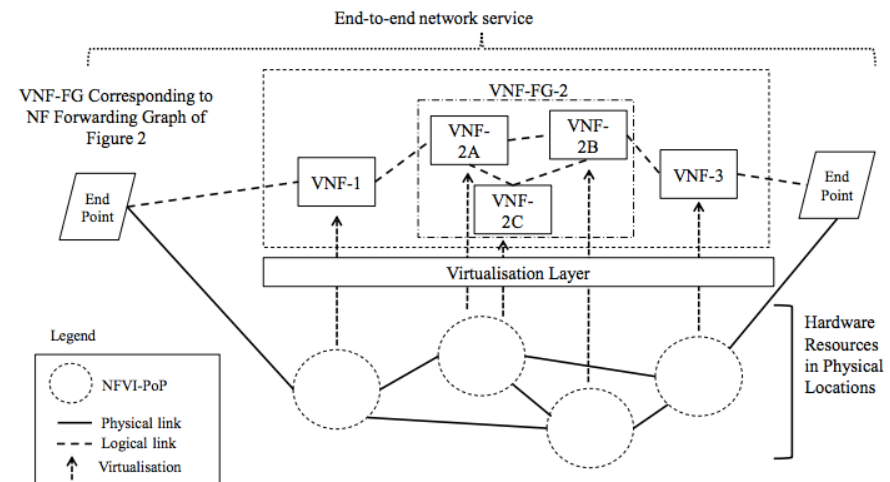 End-to-end network service
VNF-FG Corresponding to
NF Forwarding Graph of
Figure 2
VNF-FG-2
VNF-
2A
VNF-
2B
VNF-1
VNF-3
VNF-
2C
End
Point
End
Point
Virtualisation Layer
Hardware
Resources
in Physical
Locations
Legend
NFVI-PoP
Physical link
Logical link
Virtualisation